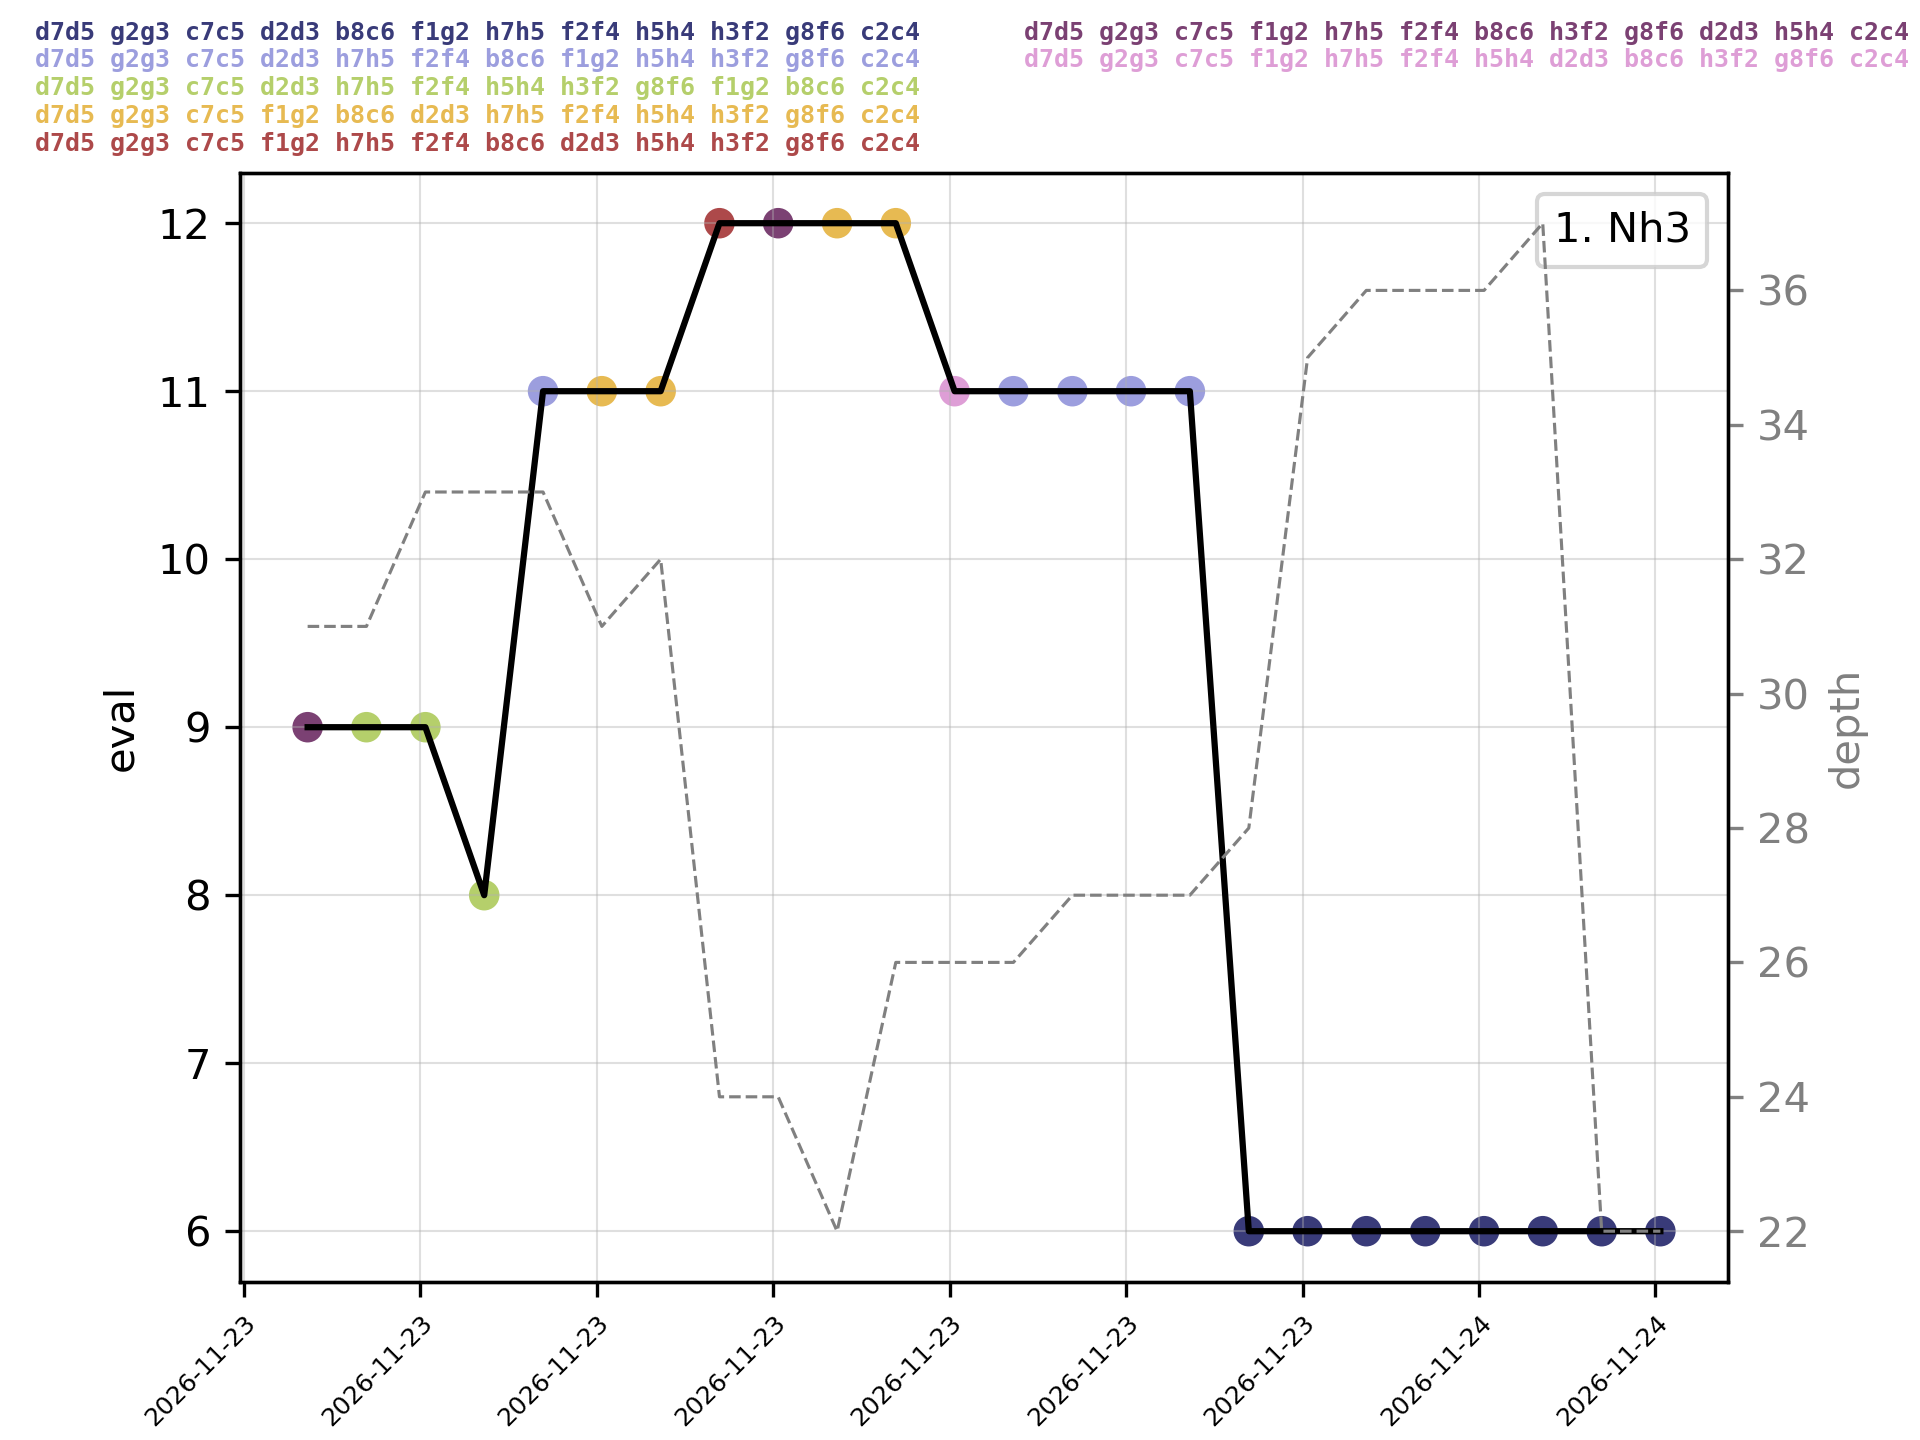 d7d5 g2g3 c7c5 d2d3 b8c6 f1g2 h7h5 f2f4 h5h4 h3f2 g8f6 c2c4
d7d5 g2g3 c7c5 d2d3 h7h5 f2f4 b8c6 f1g2 h5h4 h3f2 g8f6 c2c4
d7d5 g2g3 c7c5 d2d3 h7h5 f2f4 h5h4 h3f2 g8f6 f1g2 b8c6 c2c4
d7d5 g2g3 c7c5 f1g2 b8c6 d2d3 h7h5 f2f4 h5h4 h3f2 g8f6 c2c4
d7d5 g2g3 c7c5 f1g2 h7h5 f2f4 b8c6 d2d3 h5h4 h3f2 g8f6 c2c4
d7d5 g2g3 c7c5 f1g2 h7h5 f2f4 b8c6 h3f2 g8f6 d2d3 h5h4 c2c4
d7d5 g2g3 c7c5 f1g2 h7h5 f2f4 h5h4 d2d3 b8c6 h3f2 g8f6 c2c4
1. Nh3
eval
12
11
10
9
8
7
6
depth
36
34
32
30
28
26
24
22
2026-11-23
2026-11-23
2026-11-23
2026-11-23
2026-11-23
2026-11-23
2026-11-23
2026-11-24
2026-11-24